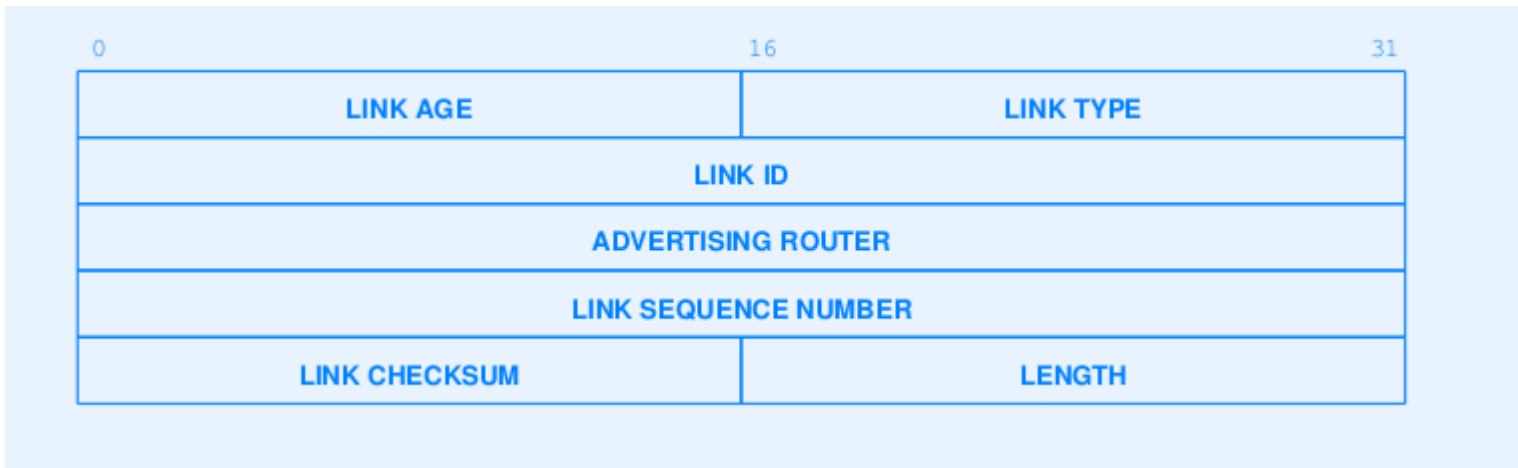 0 16 31
LINK AGE LINK TYPE
LINK ID
ADVERTISING ROUTER
LINK SEQUENCE NUMBER
LINK CHECKSUM LENGTH